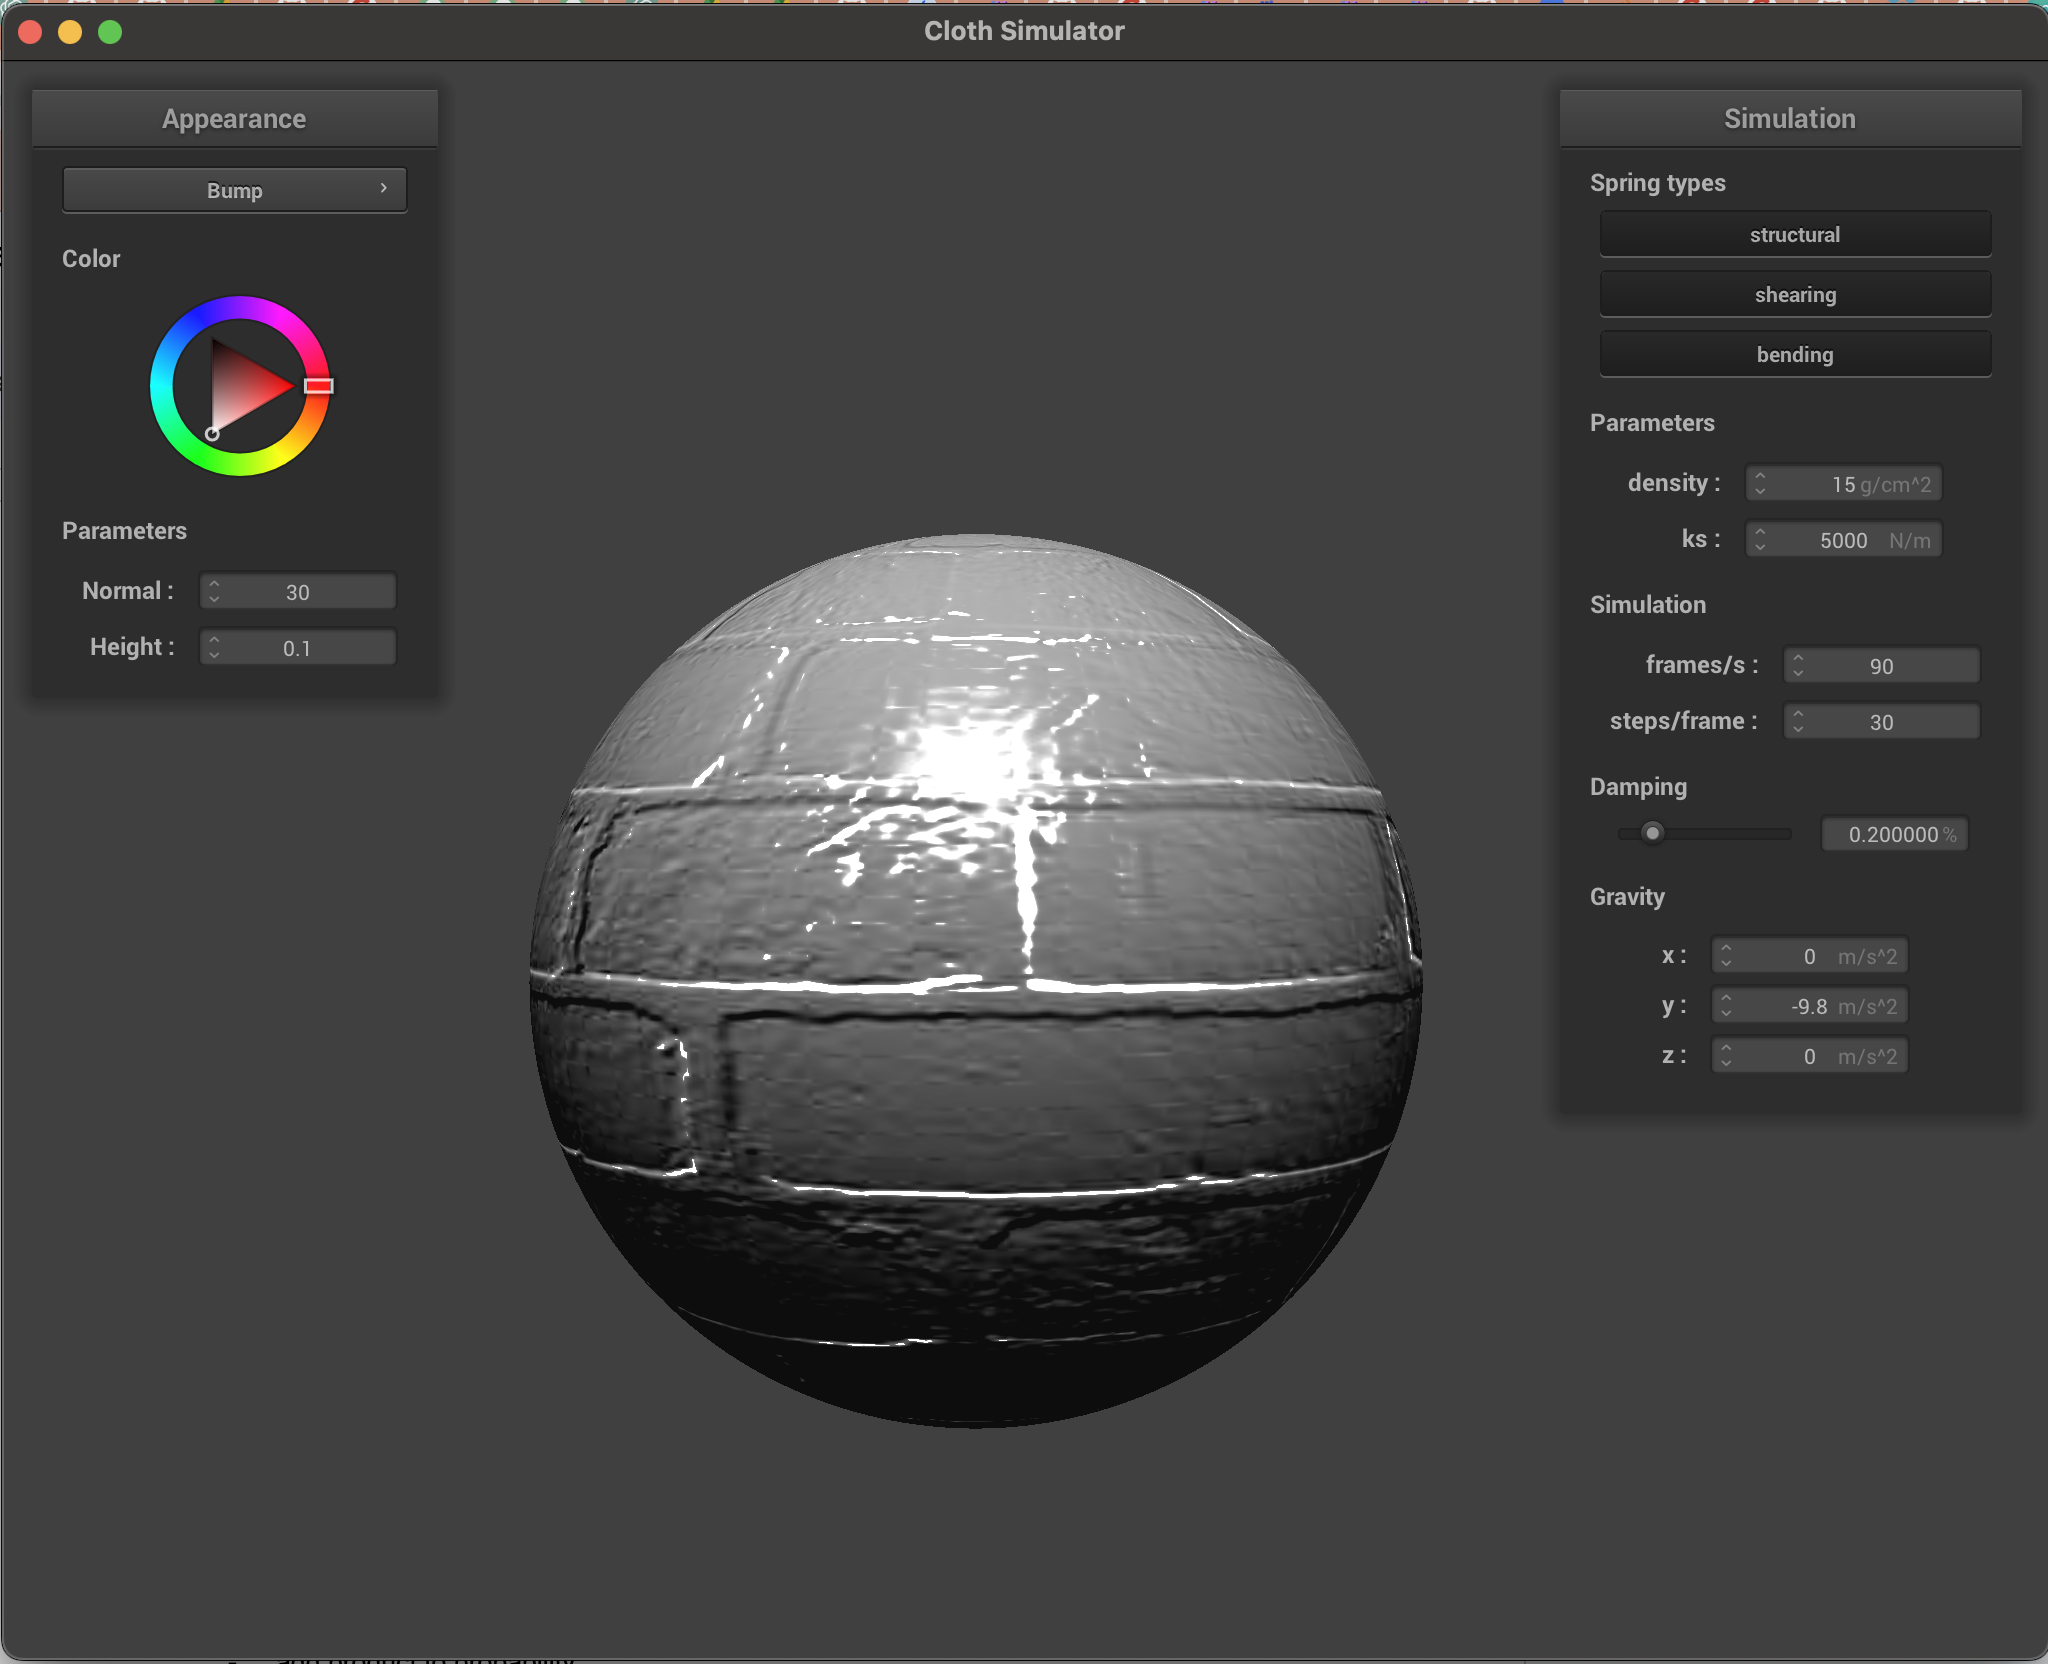 Cloth Simulator
Appearance
Bump
Color
Parameters
Normal :
30
Height :
0.1
Simulation
Spring types
structural
shearing
bending
Parameters
density :
15 g/cm^2
ks :
5000 N/m
Simulation
frames/s :
90
steps/frame :
30
Damping
0.200000 %
Gravity
x :
0 m/s^2
y :
-9.8 m/s^2
z :
0 m/s^2